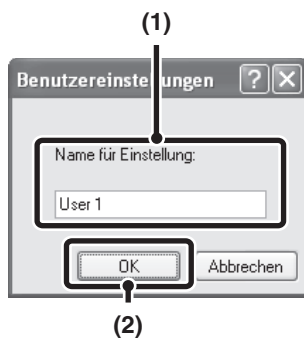 (1)
Benutzereinstellungen
Name für Einstellung:
User 1
OK
Abbrechen
(2)